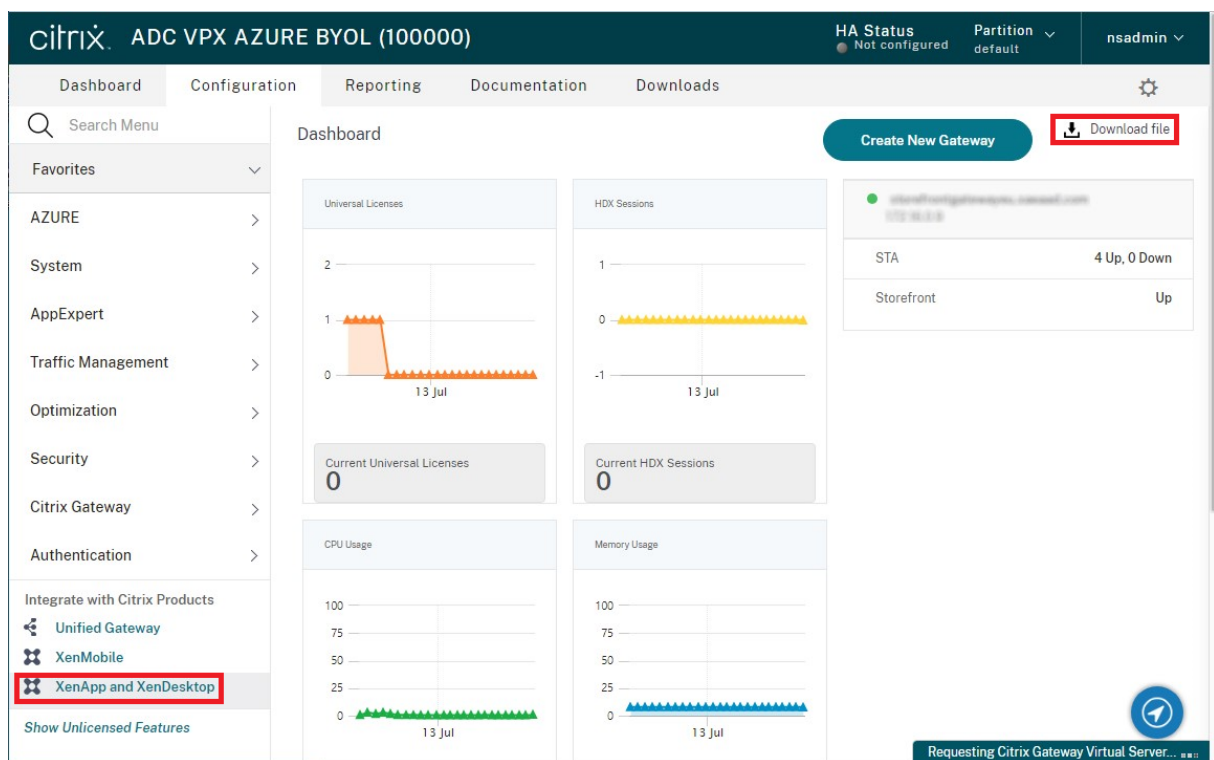 citrix ADC VPX AZURE BYOL (100000)
HA Status
Not configured
Partition
default
nsadmin
Dashboard Configuration Reporting Documentation Downloads
Search Menu
Favorites
AZURE
System
AppExpert
Traffic Management
Optimization
Security
Citrix Gateway
Authentication
Integrate with Citrix Products
Unified Gateway
XenMobile
XenApp and XenDesktop
Show Unlicensed Features
Dashboard
Create New Gateway
Download file
Universal Licenses
2
1
0
13 Jul
Current Universal Licenses
0
HDX Sessions
1
0
-1
13 Jul
Current HDX Sessions
0
STA 4 Up, 0 Down
Storefront Up
CPU Usage
100
75
50
25
0
13 Jul
Memory Usage
100
75
50
25
0
13 Jul
Requesting Citrix Gateway Virtual Server...